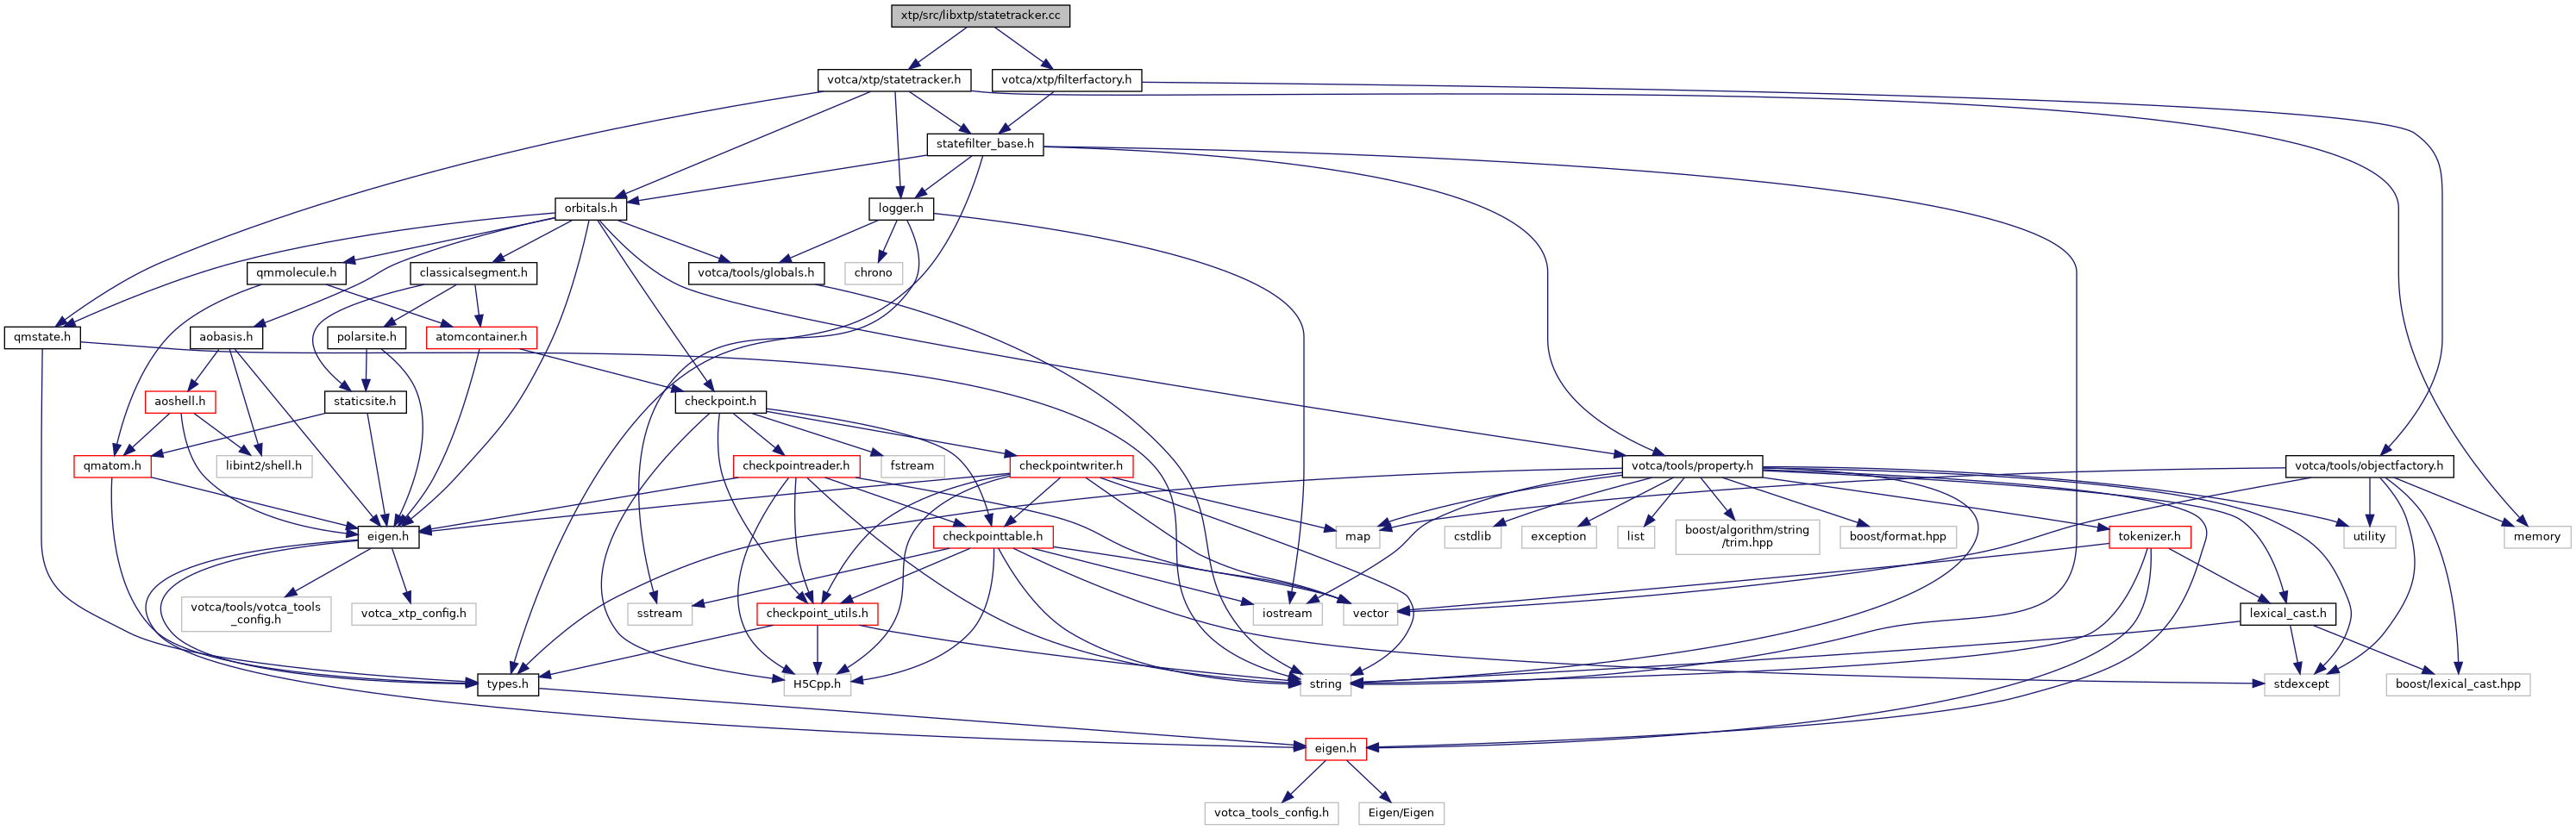 xtp/src/libxtp/statetracker.cc
votca/xtp/statetracker.h
votca/xtp/filterfactory.h
statefilter_base.h
orbitals.h
logger.h
qmmolecule.h
classicalsegment.h
votca/tools/globals.h
chrono
qmstate.h
aobasis.h
polarsite.h
atomcontainer.h
aoshell.h
staticsite.h
checkpoint.h
qmatom.h
libint2/shell.h
checkpointreader.h
fstream
checkpointwriter.h
votca/tools/property.h
votca/tools/objectfactory.h
eigen.h
checkpointtable.h
map
cstdlib
exception
list
boost/algorithm/string
/trim.hpp
boost/format.hpp
tokenizer.h
utility
memory
votca/tools/votca_tools
_config.h
votca_xtp_config.h
sstream
checkpoint_utils.h
iostream
vector
lexical_cast.h
types.h
H5Cpp.h
string
stdexcept
boost/lexical_cast.hpp
eigen.h
votca_tools_config.h
Eigen/Eigen